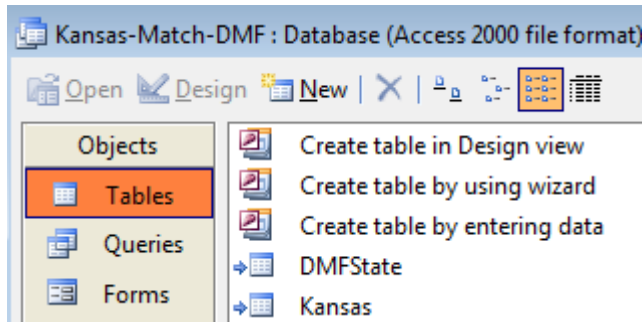 Kansas-Match-DMF : Database (Access 2000 file format)
Open Design New
Objects
Tables
Queries
Forms
Create table in Design view
Create table by using wizard
Create table by entering data
DMFState
Kansas